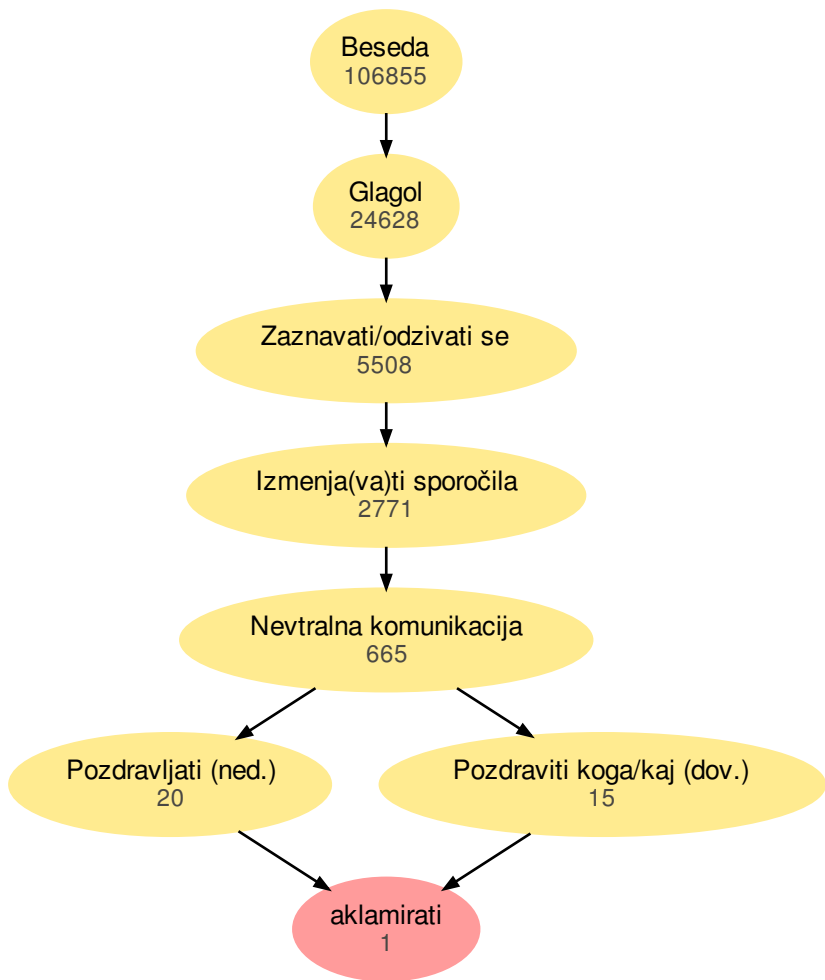 Beseda
106855
Glagol
24628
Zaznavati/odzivati se
5508
Izmenja(va)ti sporočila
2771
Nevtralna komunikacija
665
Pozdravljati (ned.)
20
Pozdraviti koga/kaj (dov.)
15
aklamirati
1